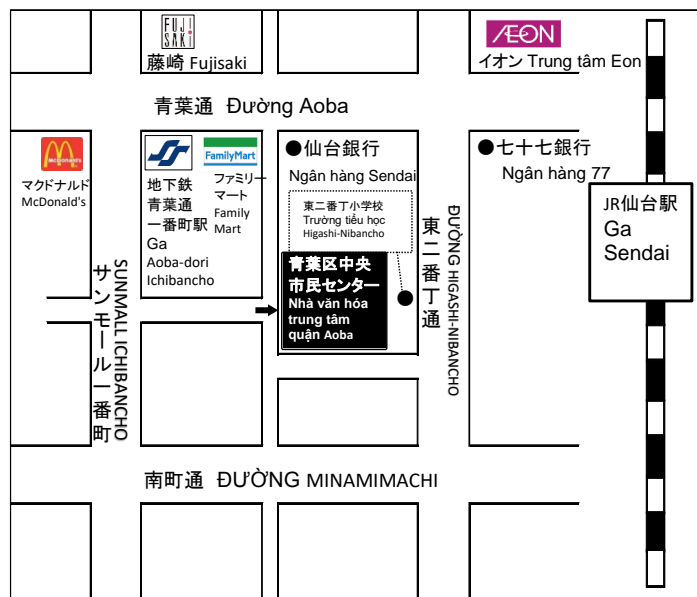 FUJI
SAKI
藤崎 Fujisaki
ÆON
イオン Trung tâm Eon
青葉通 Đường Aoba
McDonald's
マクドナルド
McDonald's
地下鉄
青葉通
一番町駅
Ga
Aoba-dori
Ichibancho
FamilyMart
ファミリー
マート
Family
Mart
●仙台銀行
Ngân hàng Sendai
東二番丁小学校
Trường tiểu học
Higashi-Nibancho
青葉区中央
市民センター
Nhà văn hóa
trung tâm
quận Aoba
●七十七銀行
Ngân hàng 77
JR仙台駅
Ga
Sendai
サンモール一番町
SUNMALL ICHIBANCHO
東二番丁通
ĐƯỜNG HIGASHI-NIBANCHO
南町通 ĐƯỜNG MINAMIMACHI